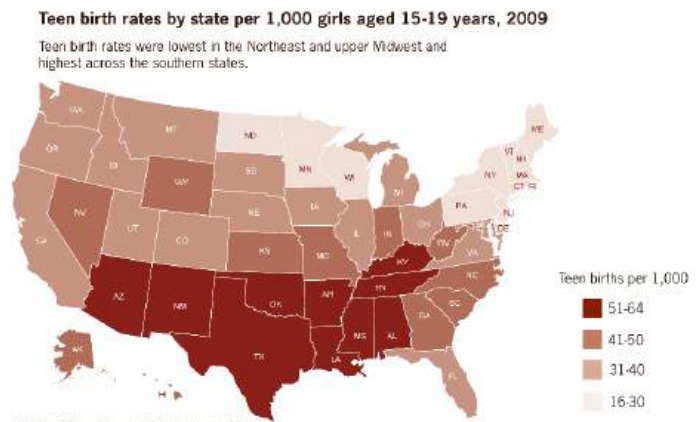 Teen birth rates by state per 1,000 girls aged 15-19 years, 2009
Teen birth rates were lowest in the Northeast and upper Midwest and
highest across the southern states.
WA
MT
ND
MN
ME
OR
ID
WY
SD
WI
MI
VT
NH
NY
MA
CT RI
NV
NE
IA
PA
NJ
CA
UT
CO
IL
IN
OH
DE
KS
MO
WV
VA
KY
AZ
NM
OK
AR
TN
NC
SC
TX
LA
MS
AL
GA
FL
AK
HI
Teen births per 1,000
51-64
41-50
31-40
16-30